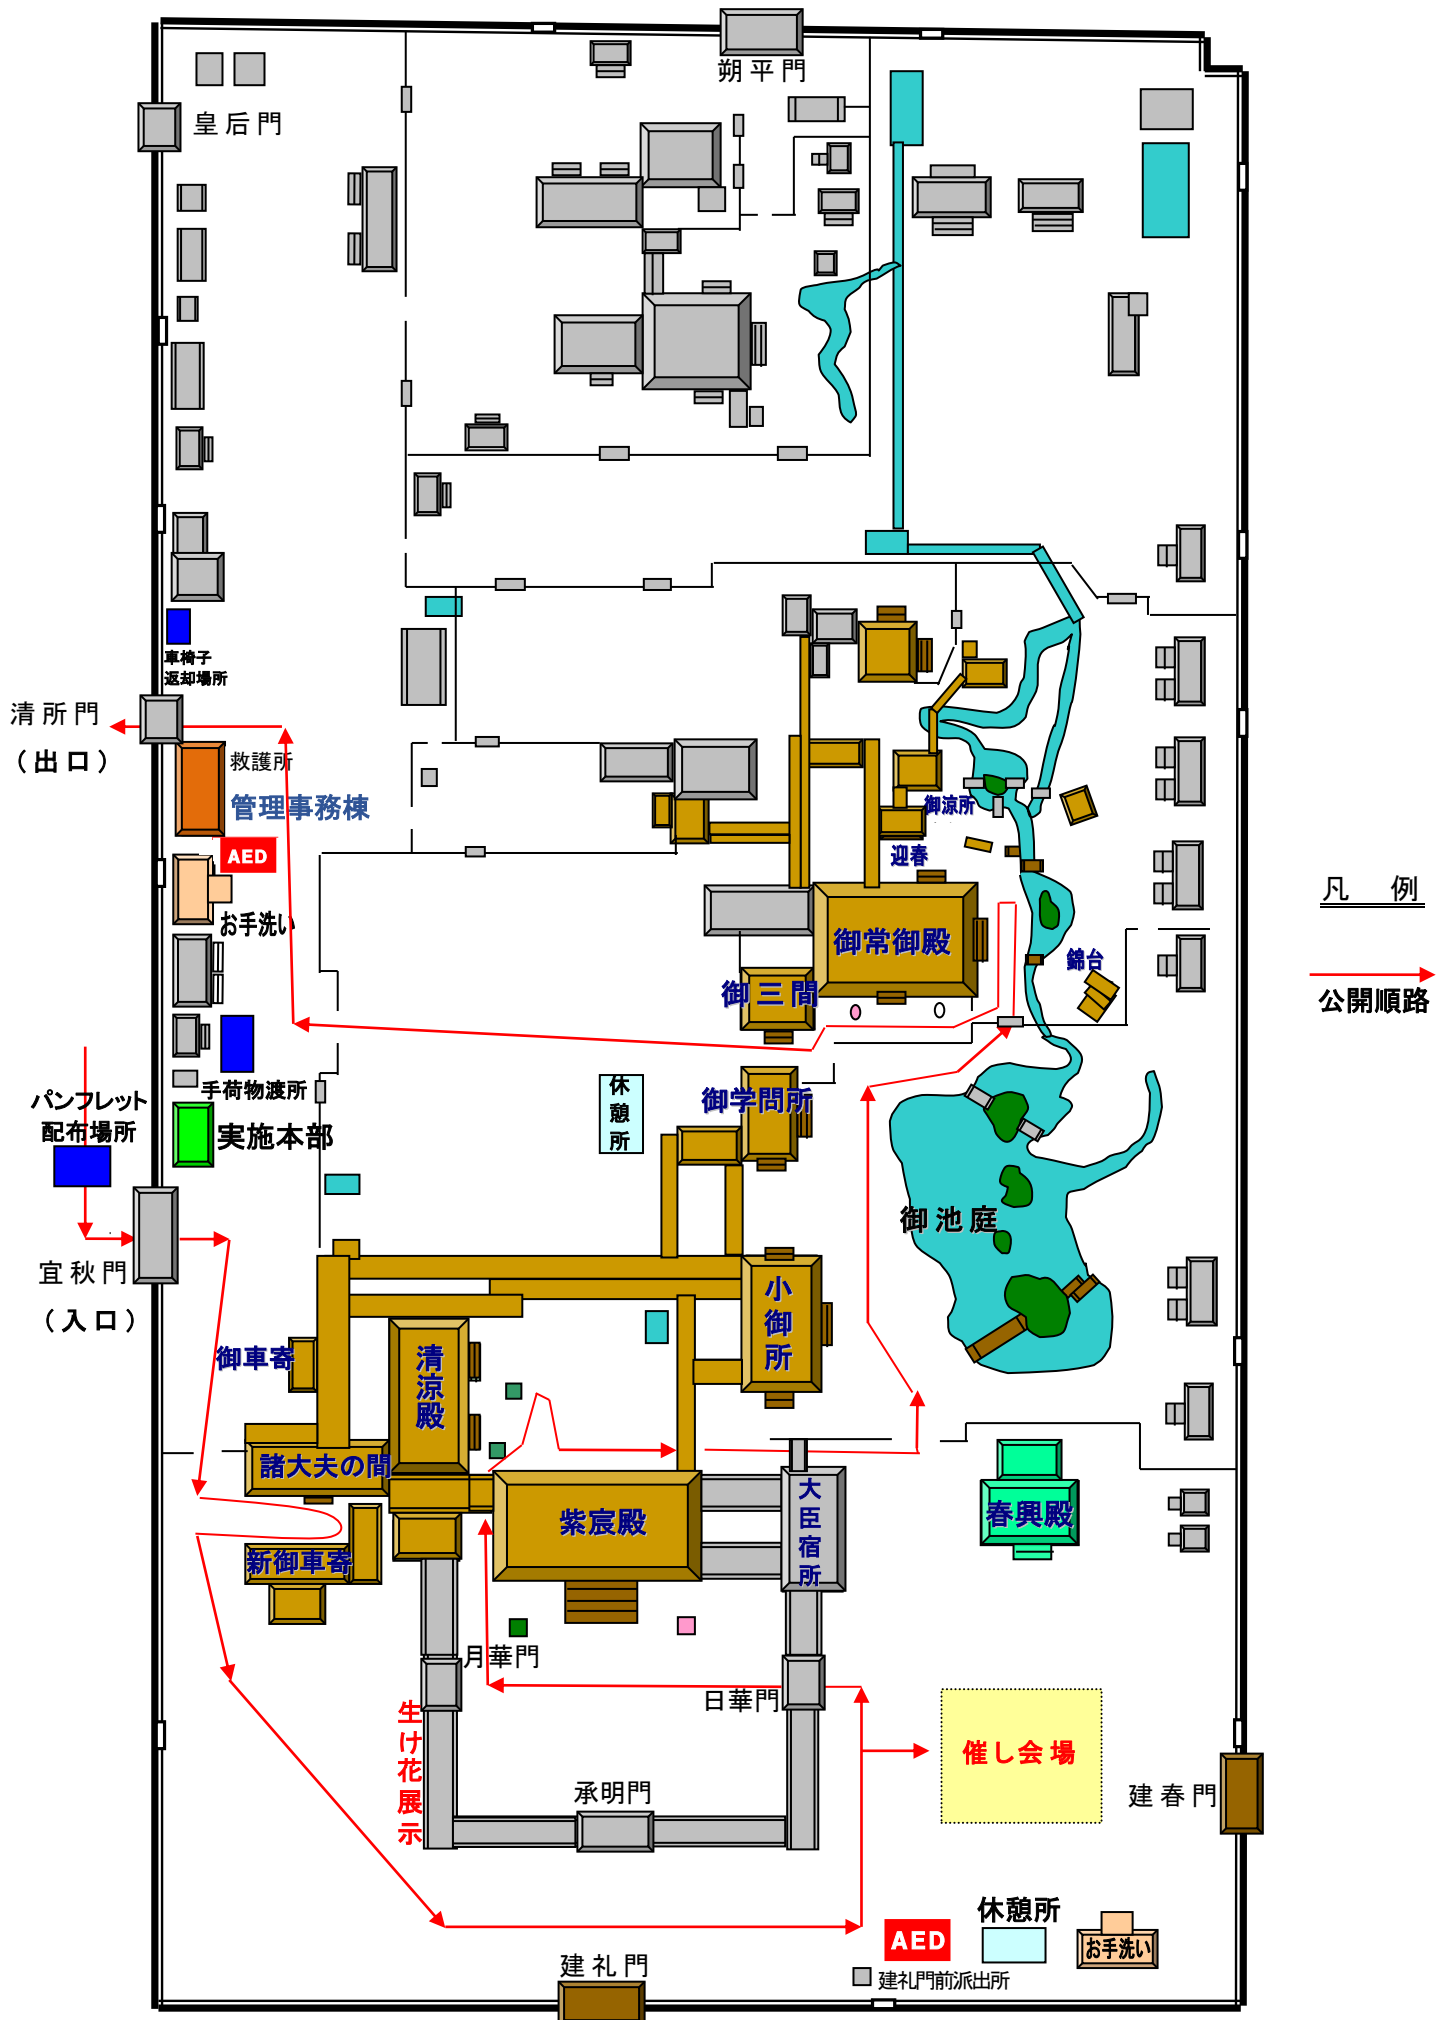 朔平門
皇后門
車椅子
返却場所
清所門
（出口）
救護所
管理事務棟
AED
お手洗い
御涼所
迎春
御常御殿
御三間
錦台
凡 例
公開順路
手荷物渡所
パンフレット
配布場所
実施本部
休憩所
御学問所
御池庭
宜秋門
（入口）
小御所
御車寄
清涼殿
諸大夫の間
紫宸殿
大臣宿所
春興殿
新御車寄
月華門
日華門
生け花展示
催し会場
承明門
建春門
休憩所
AED
お手洗い
建礼門
建礼門前派出所